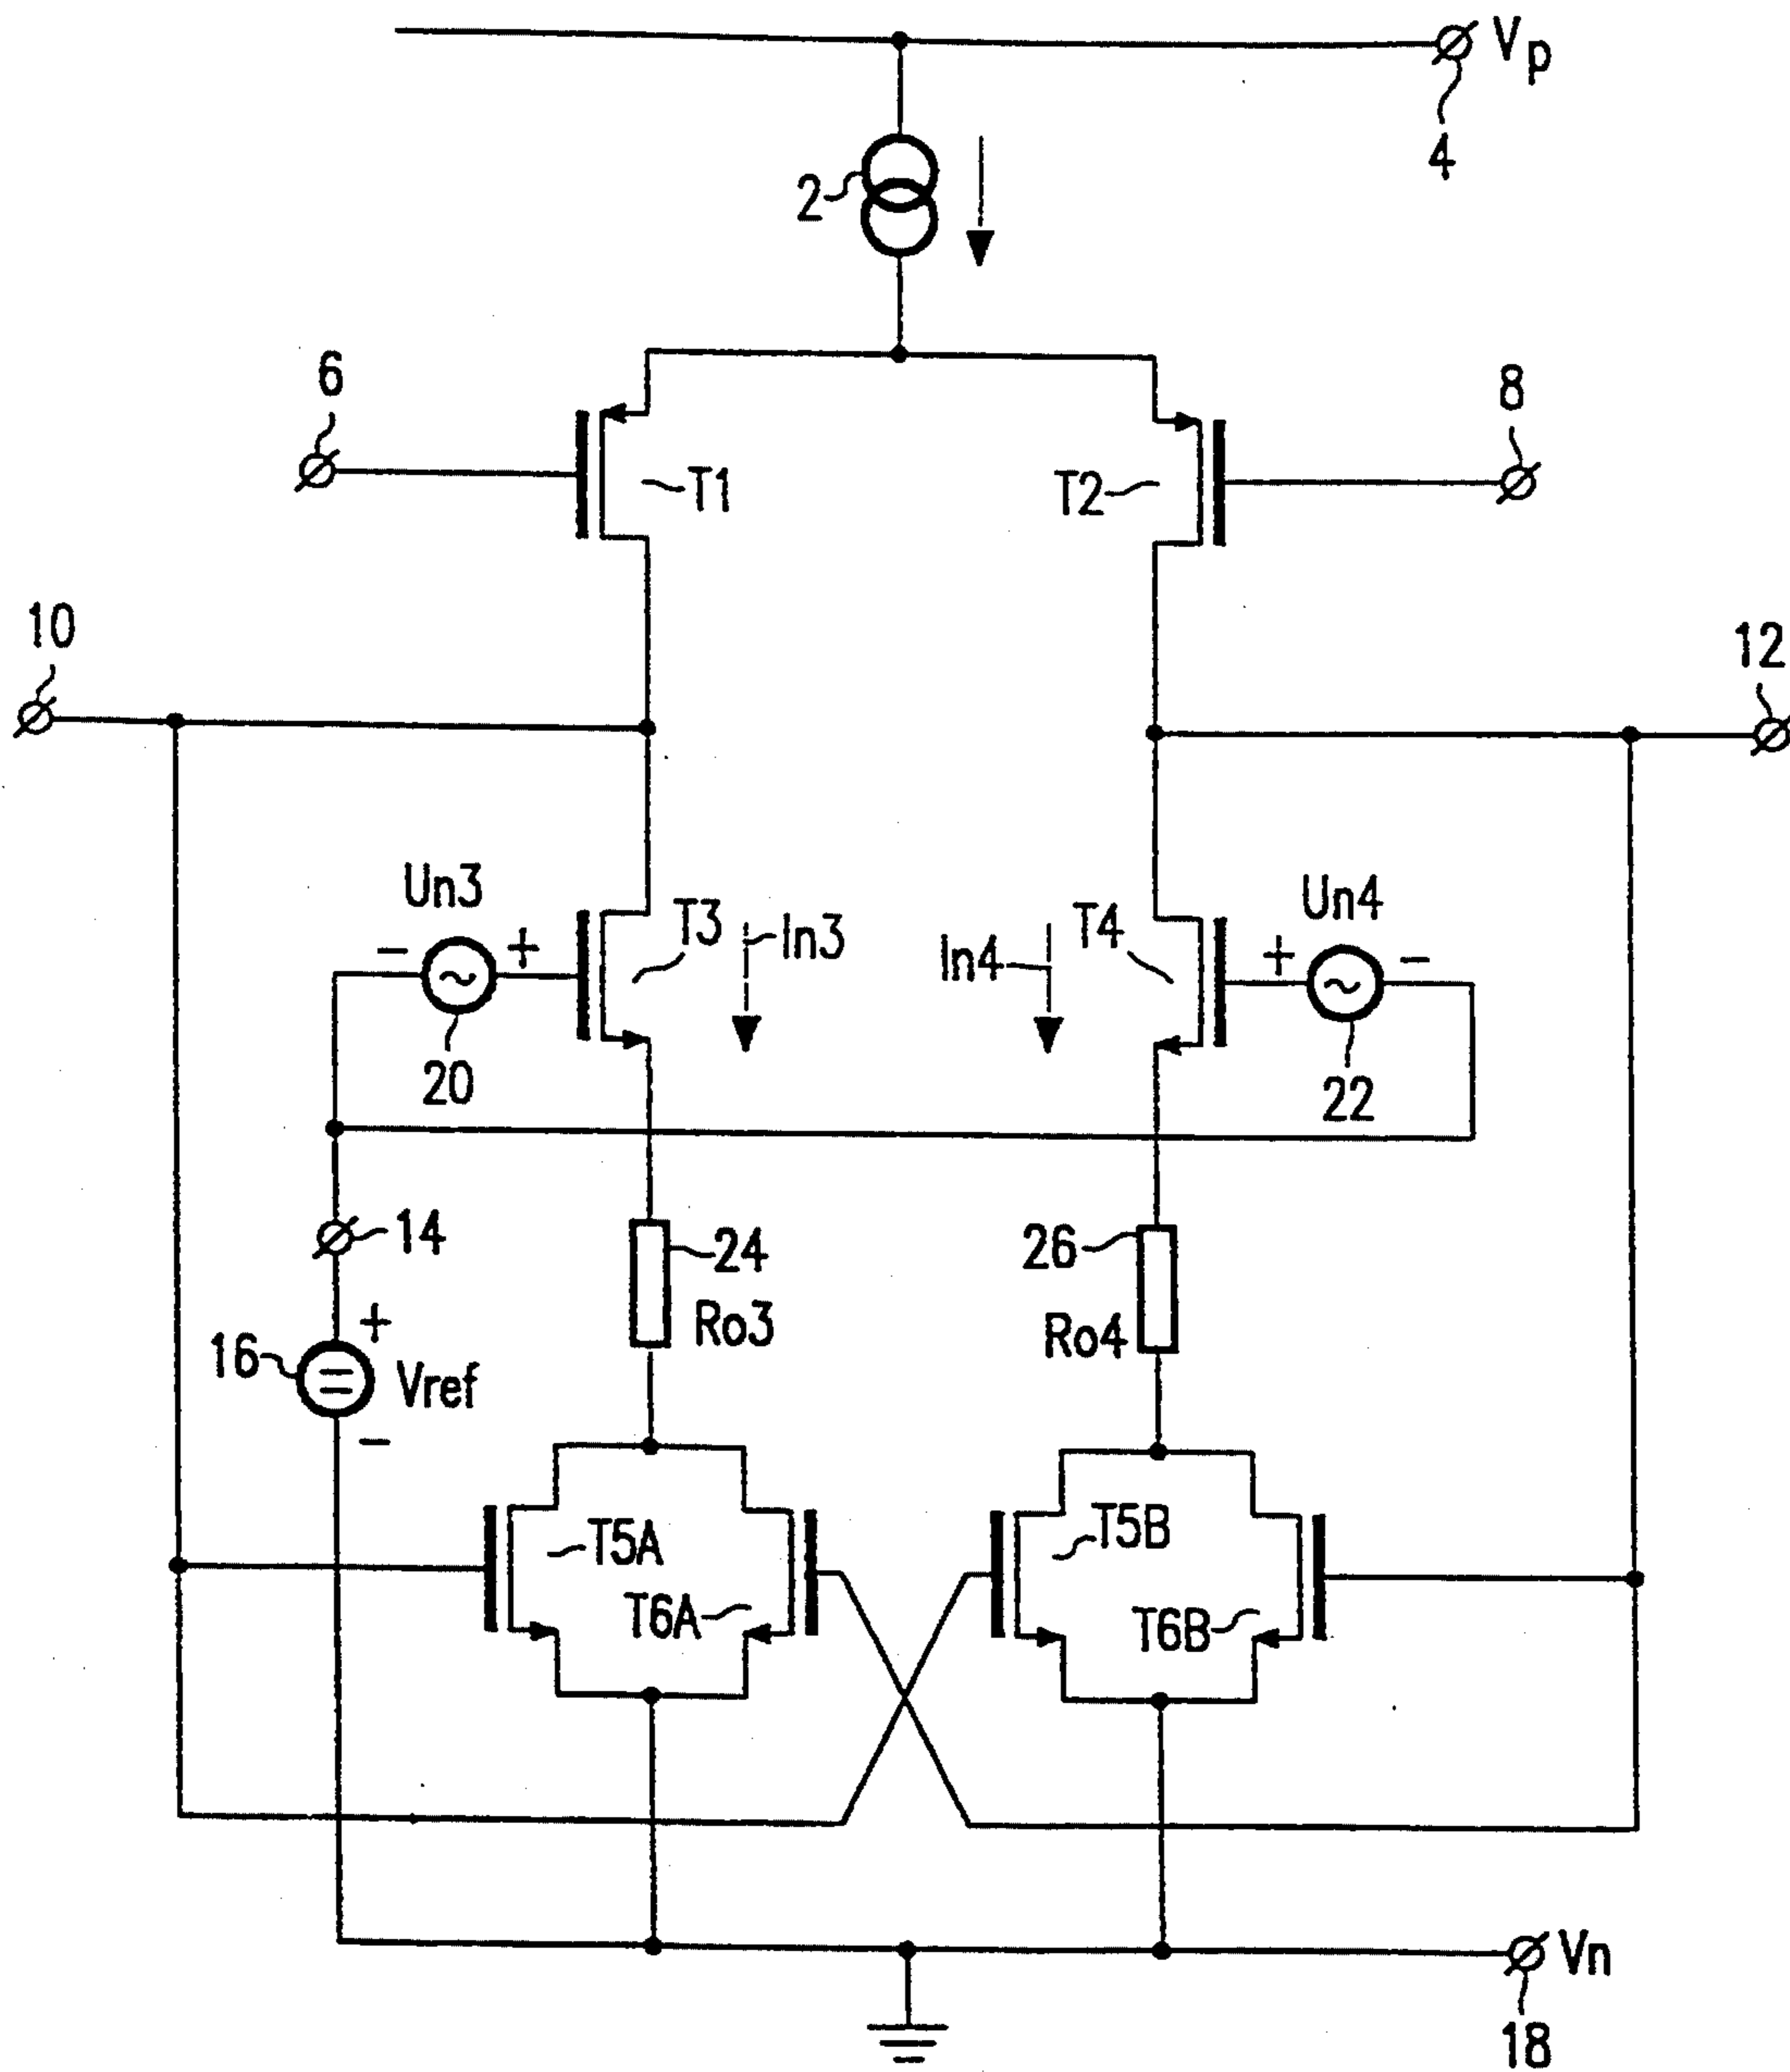 Vp
4
2
6
8
T1
T2
10
12
Un3
Un4
T3
In3
In4
T4
- +
+ -
20
22
14
24
26
+
Ro3
Ro4
16
Vref
-
T5A
T5B
T6A
T6B
Vn
18